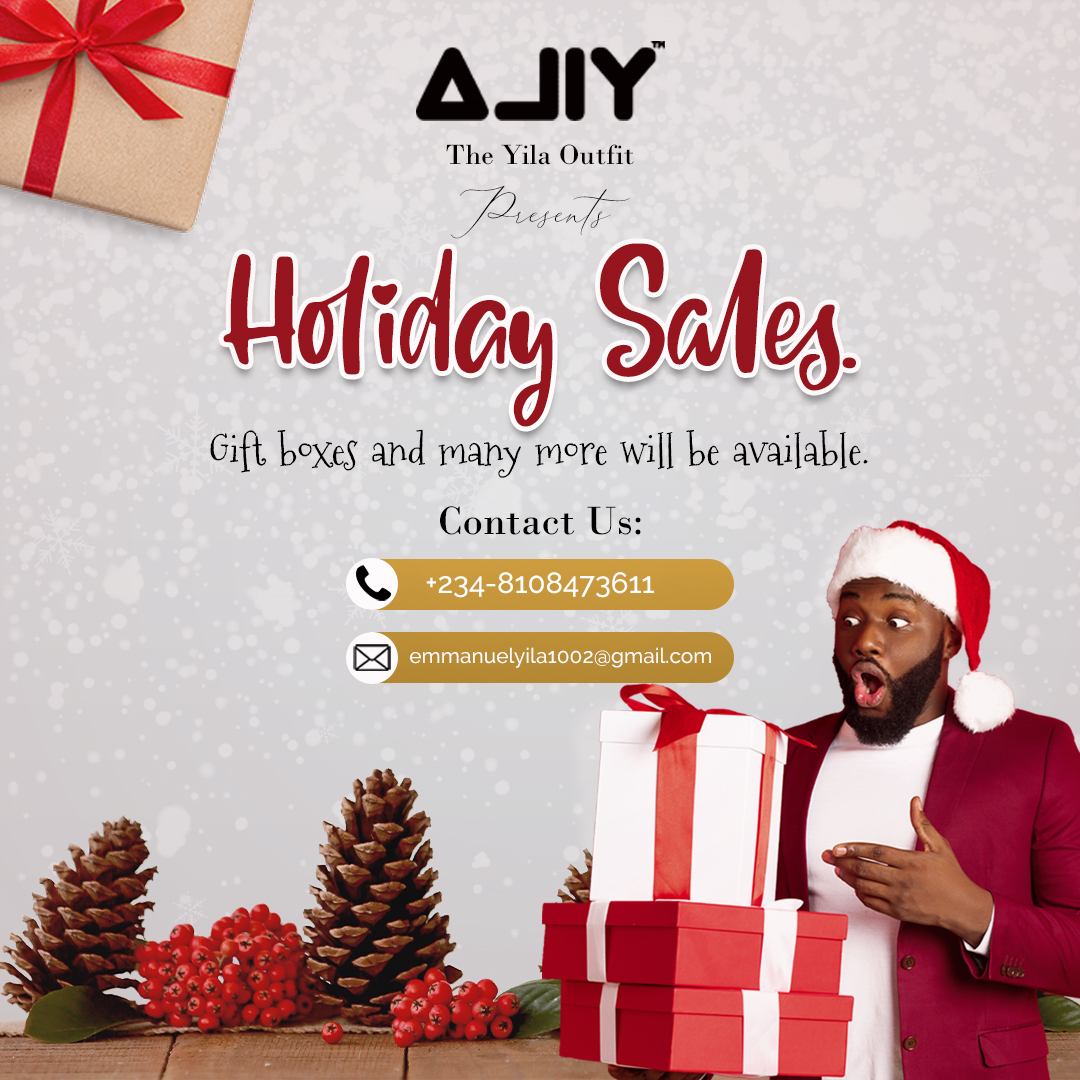 ALIY™
The Yila Outfit
Presents
Holiday Sales.
Gift boxes and many more will be available.
Contact Us:
+234-8108473611
emmanuelyila1002@gmail.com